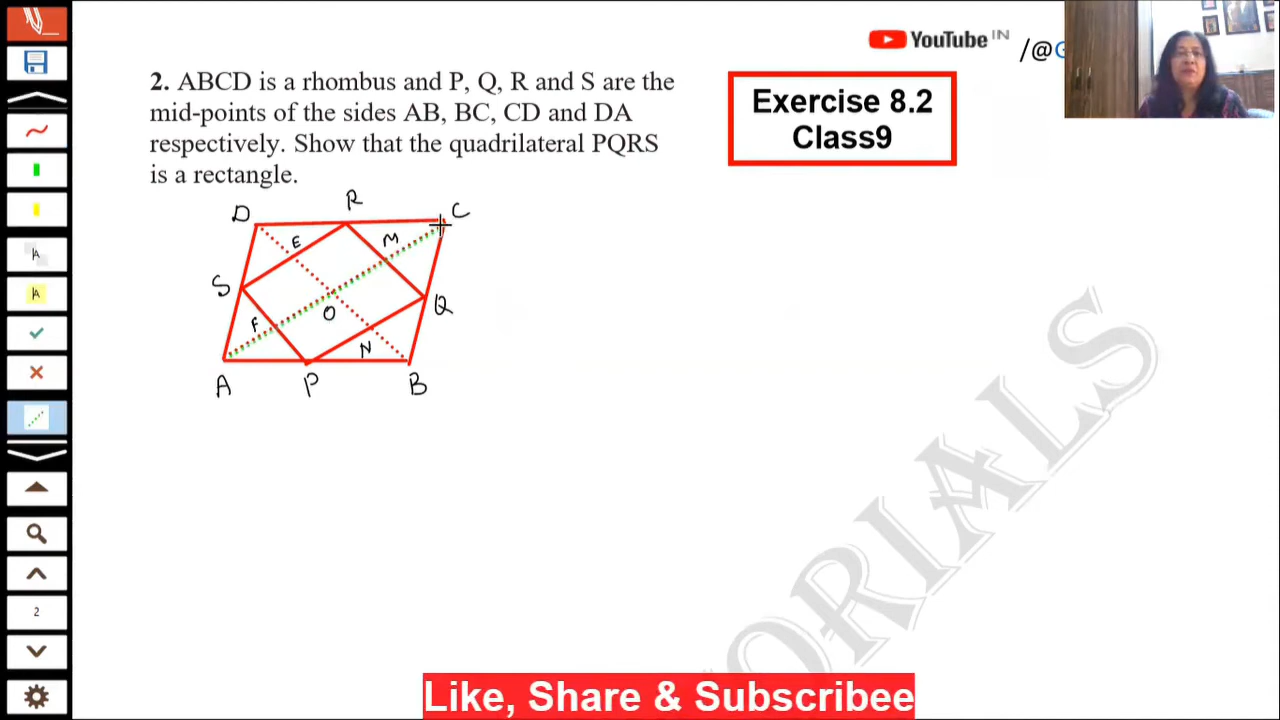 YouTube IN
/@G
2. ABCD is a rhombus and P, Q, R and S are the
mid-points of the sides AB, BC, CD and DA
respectively. Show that the quadrilateral PQRS
is a rectangle.
Exercise 8.2
Class9
D R C
E M
S O Q
F N
A P B
A
A
2
ORIALS
Like, Share & Subscribee